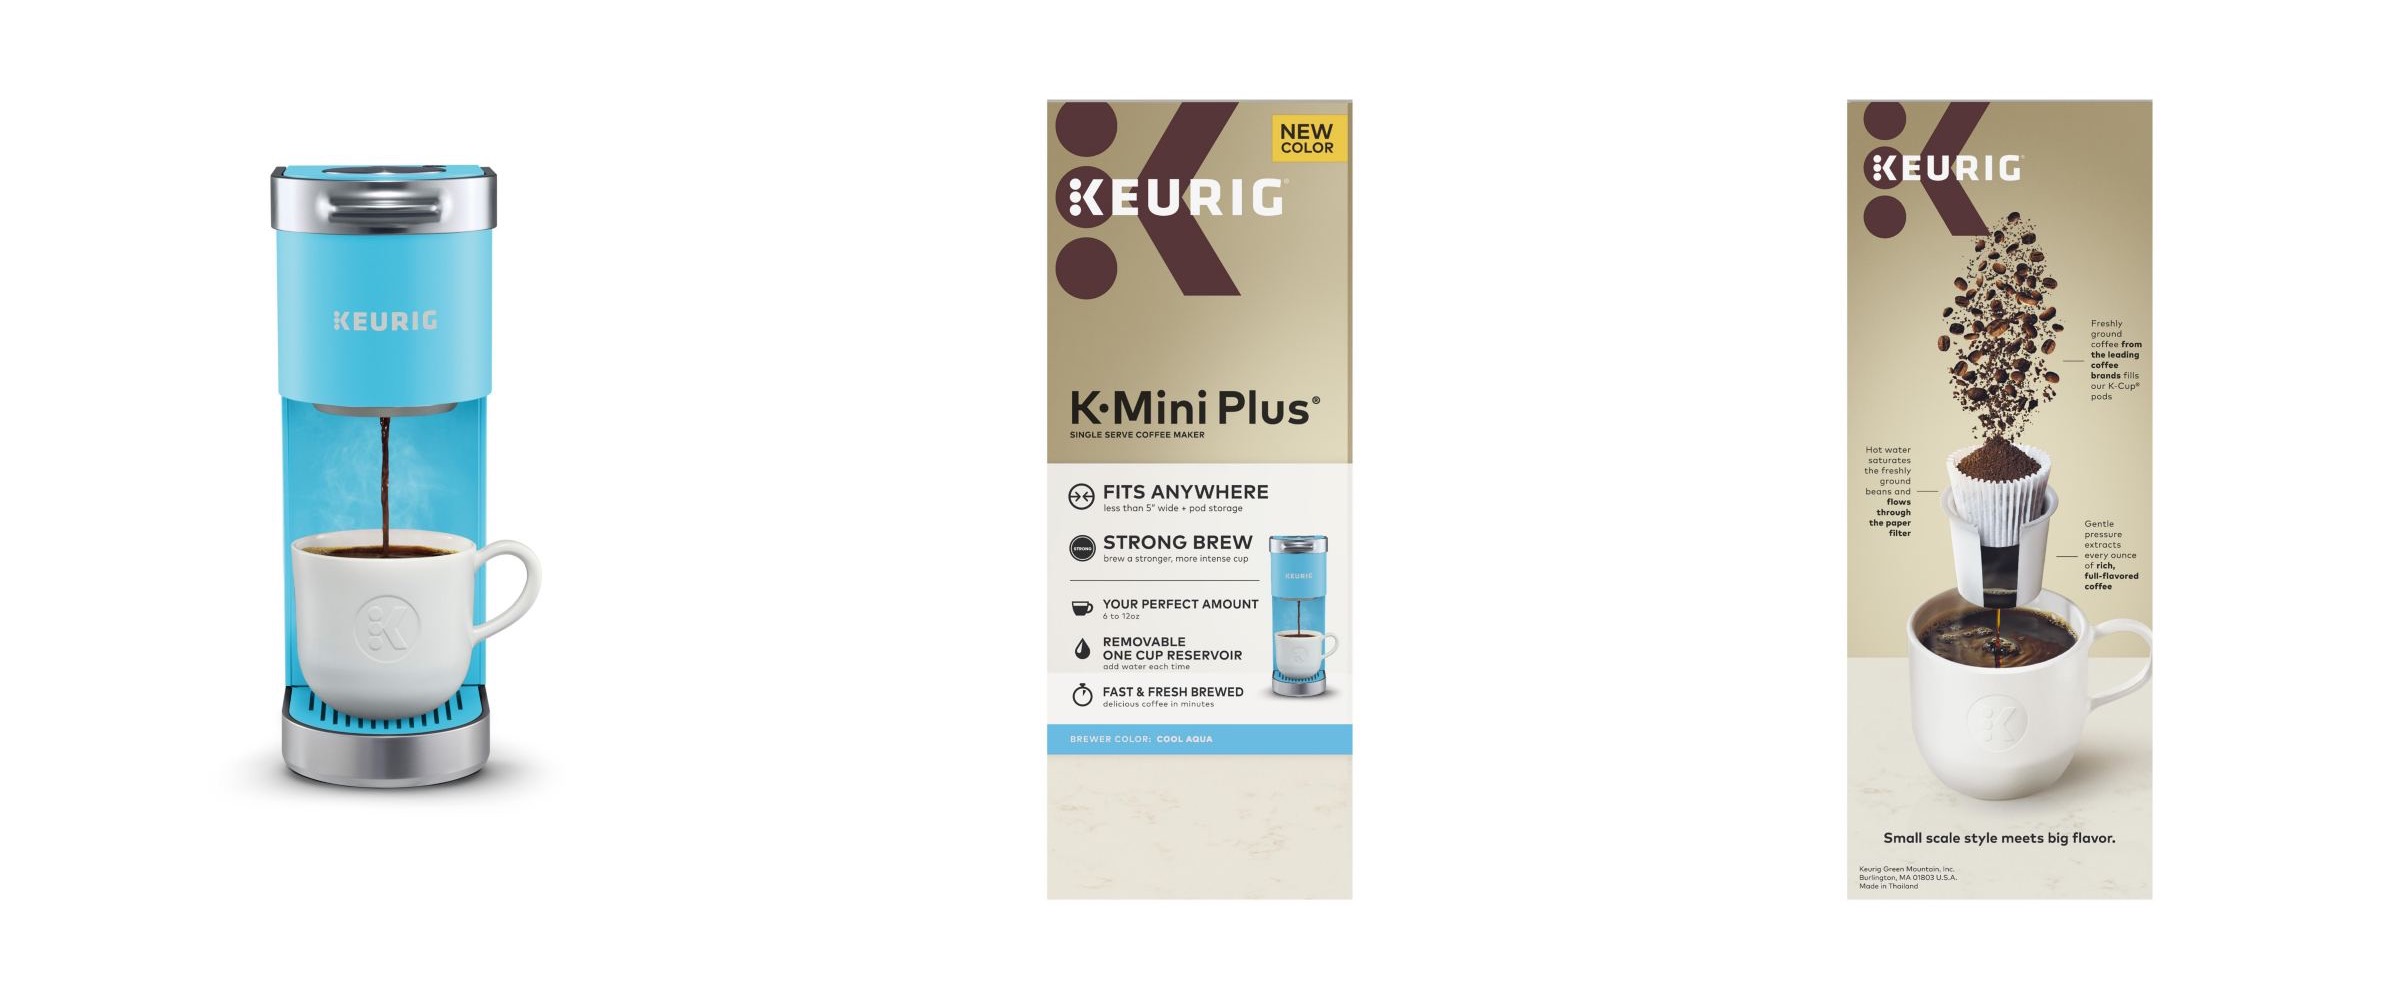 KEURIG
NEW
COLOR
KEURIG®
K•Mini Plus®
SINGLE SERVE COFFEE MAKER
FITS ANYWHERE
less than 5" wide + pod storage
STRONG
STRONG BREW
brew a stronger, more intense cup
KEURIG
YOUR PERFECT AMOUNT
6 to 12oz
REMOVABLE
ONE CUP RESERVOIR
add water each time
FAST & FRESH BREWED
delicious coffee in minutes
BREWER COLOR: COOL AQUA
KEURIG®
Freshly
ground
coffee from
the leading
coffee
brands fills
our K-Cup®
pods
Hot water
saturates
the freshly
ground
beans and
flows
through
the paper
filter
Gentle
pressure
extracts
every ounce
of rich,
full-flavored
coffee
Small scale style meets big flavor.
Keurig Green Mountain, Inc.
Burlington, MA 01803 U.S.A.
Made in Thailand